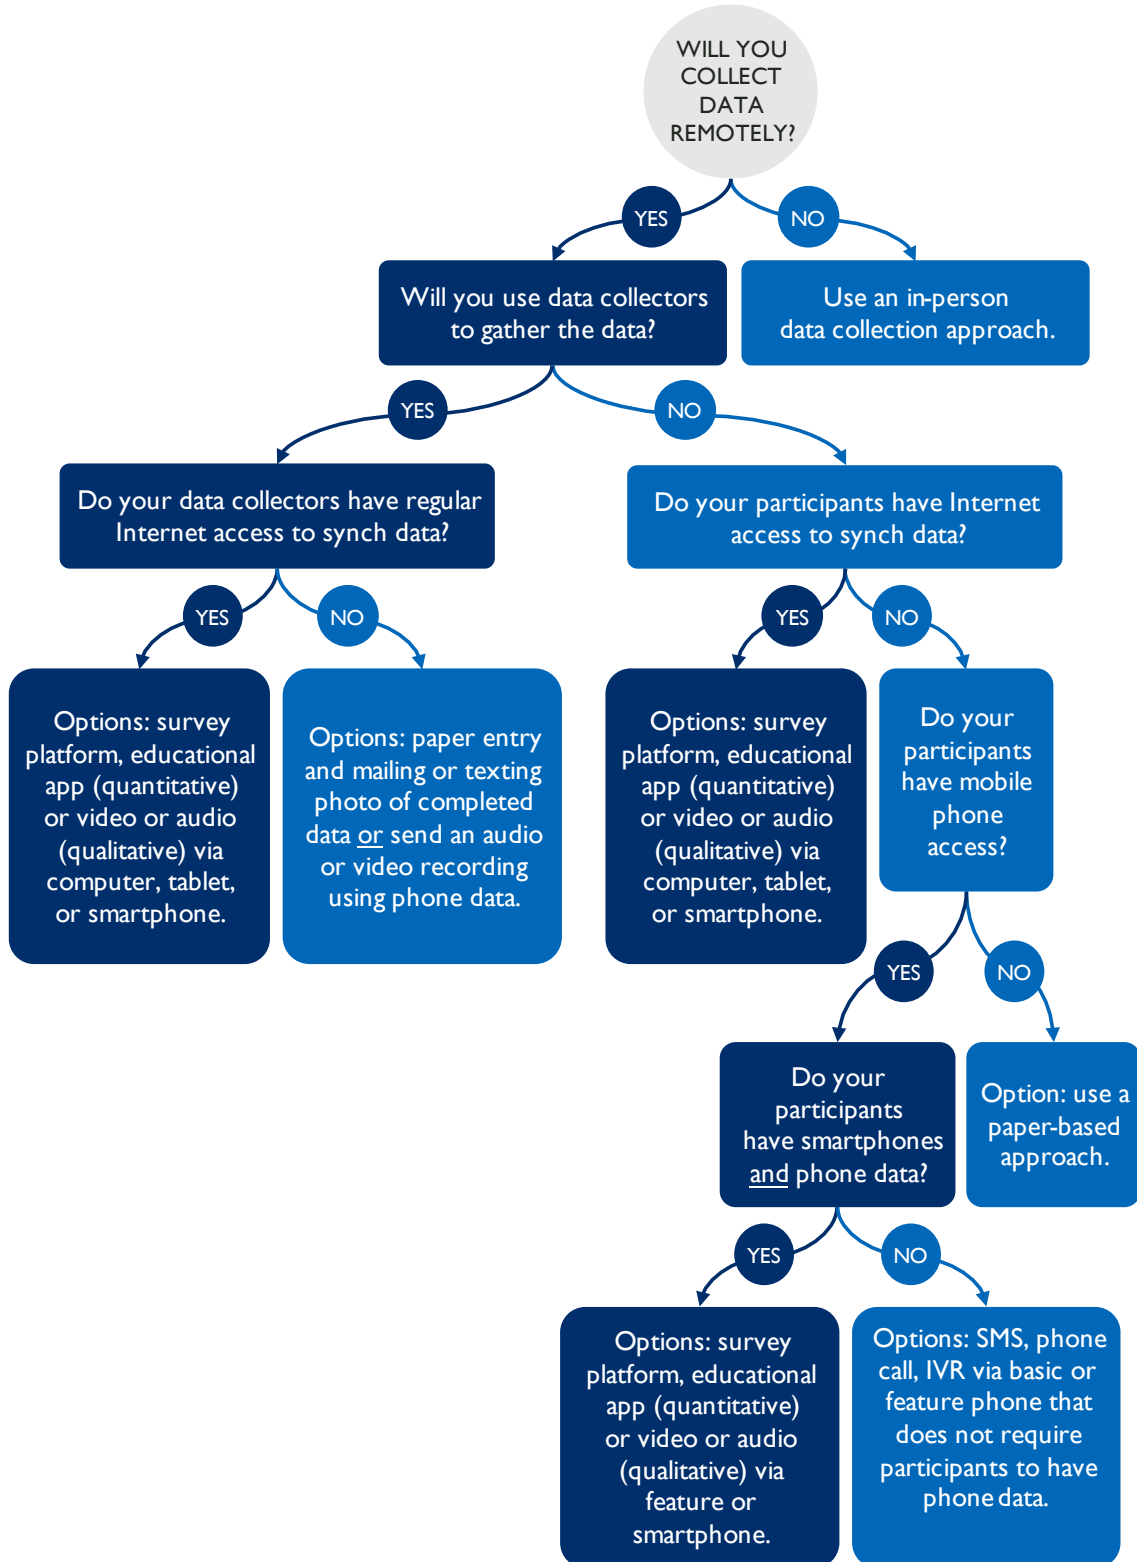 WILL YOU
COLLECT
DATA
REMOTELY?
YES
NO
Will you use data collectors
to gather the data?
Use an in-person
data collection approach.
YES
NO
Do your data collectors have regular
Internet access to synch data?
Do your participants have Internet
access to synch data?
YES
NO
YES
NO
Options: survey
platform, educational
app (quantitative)
or video or audio
(qualitative) via
computer, tablet,
or smartphone.
Options: paper entry
and mailing or texting
photo of completed
data or send an audio
or video recording
using phone data.
Options: survey
platform, educational
app (quantitative)
or video or audio
(qualitative) via
computer, tablet,
or smartphone.
Do your
participants
have mobile
phone
access?
YES
NO
Do your
participants
have smartphones
and phone data?
Option: use a
paper-based
approach.
YES
NO
Options: survey
platform, educational
app (quantitative)
or video or audio
(qualitative) via
feature or
smartphone.
Options: SMS, phone
call, IVR via basic or
feature phone that
does not require
participants to have
phone data.